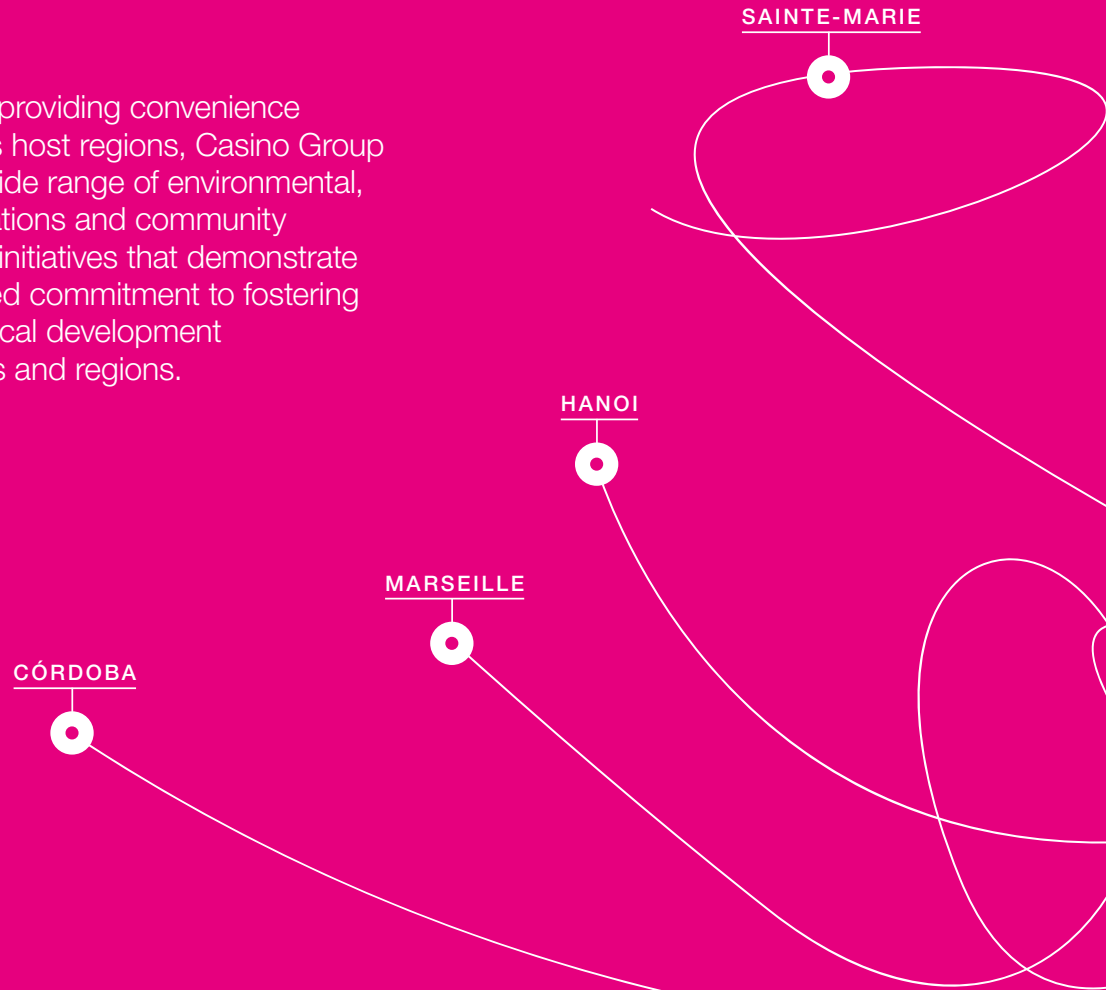 SAINTE-MARIE
providing convenience
s host regions, Casino Group
ide range of environmental,
tions and community
initiatives that demonstrate
ed commitment to fostering
cal development
s and regions.
HANOI
MARSEILLE
CÓRDOBA